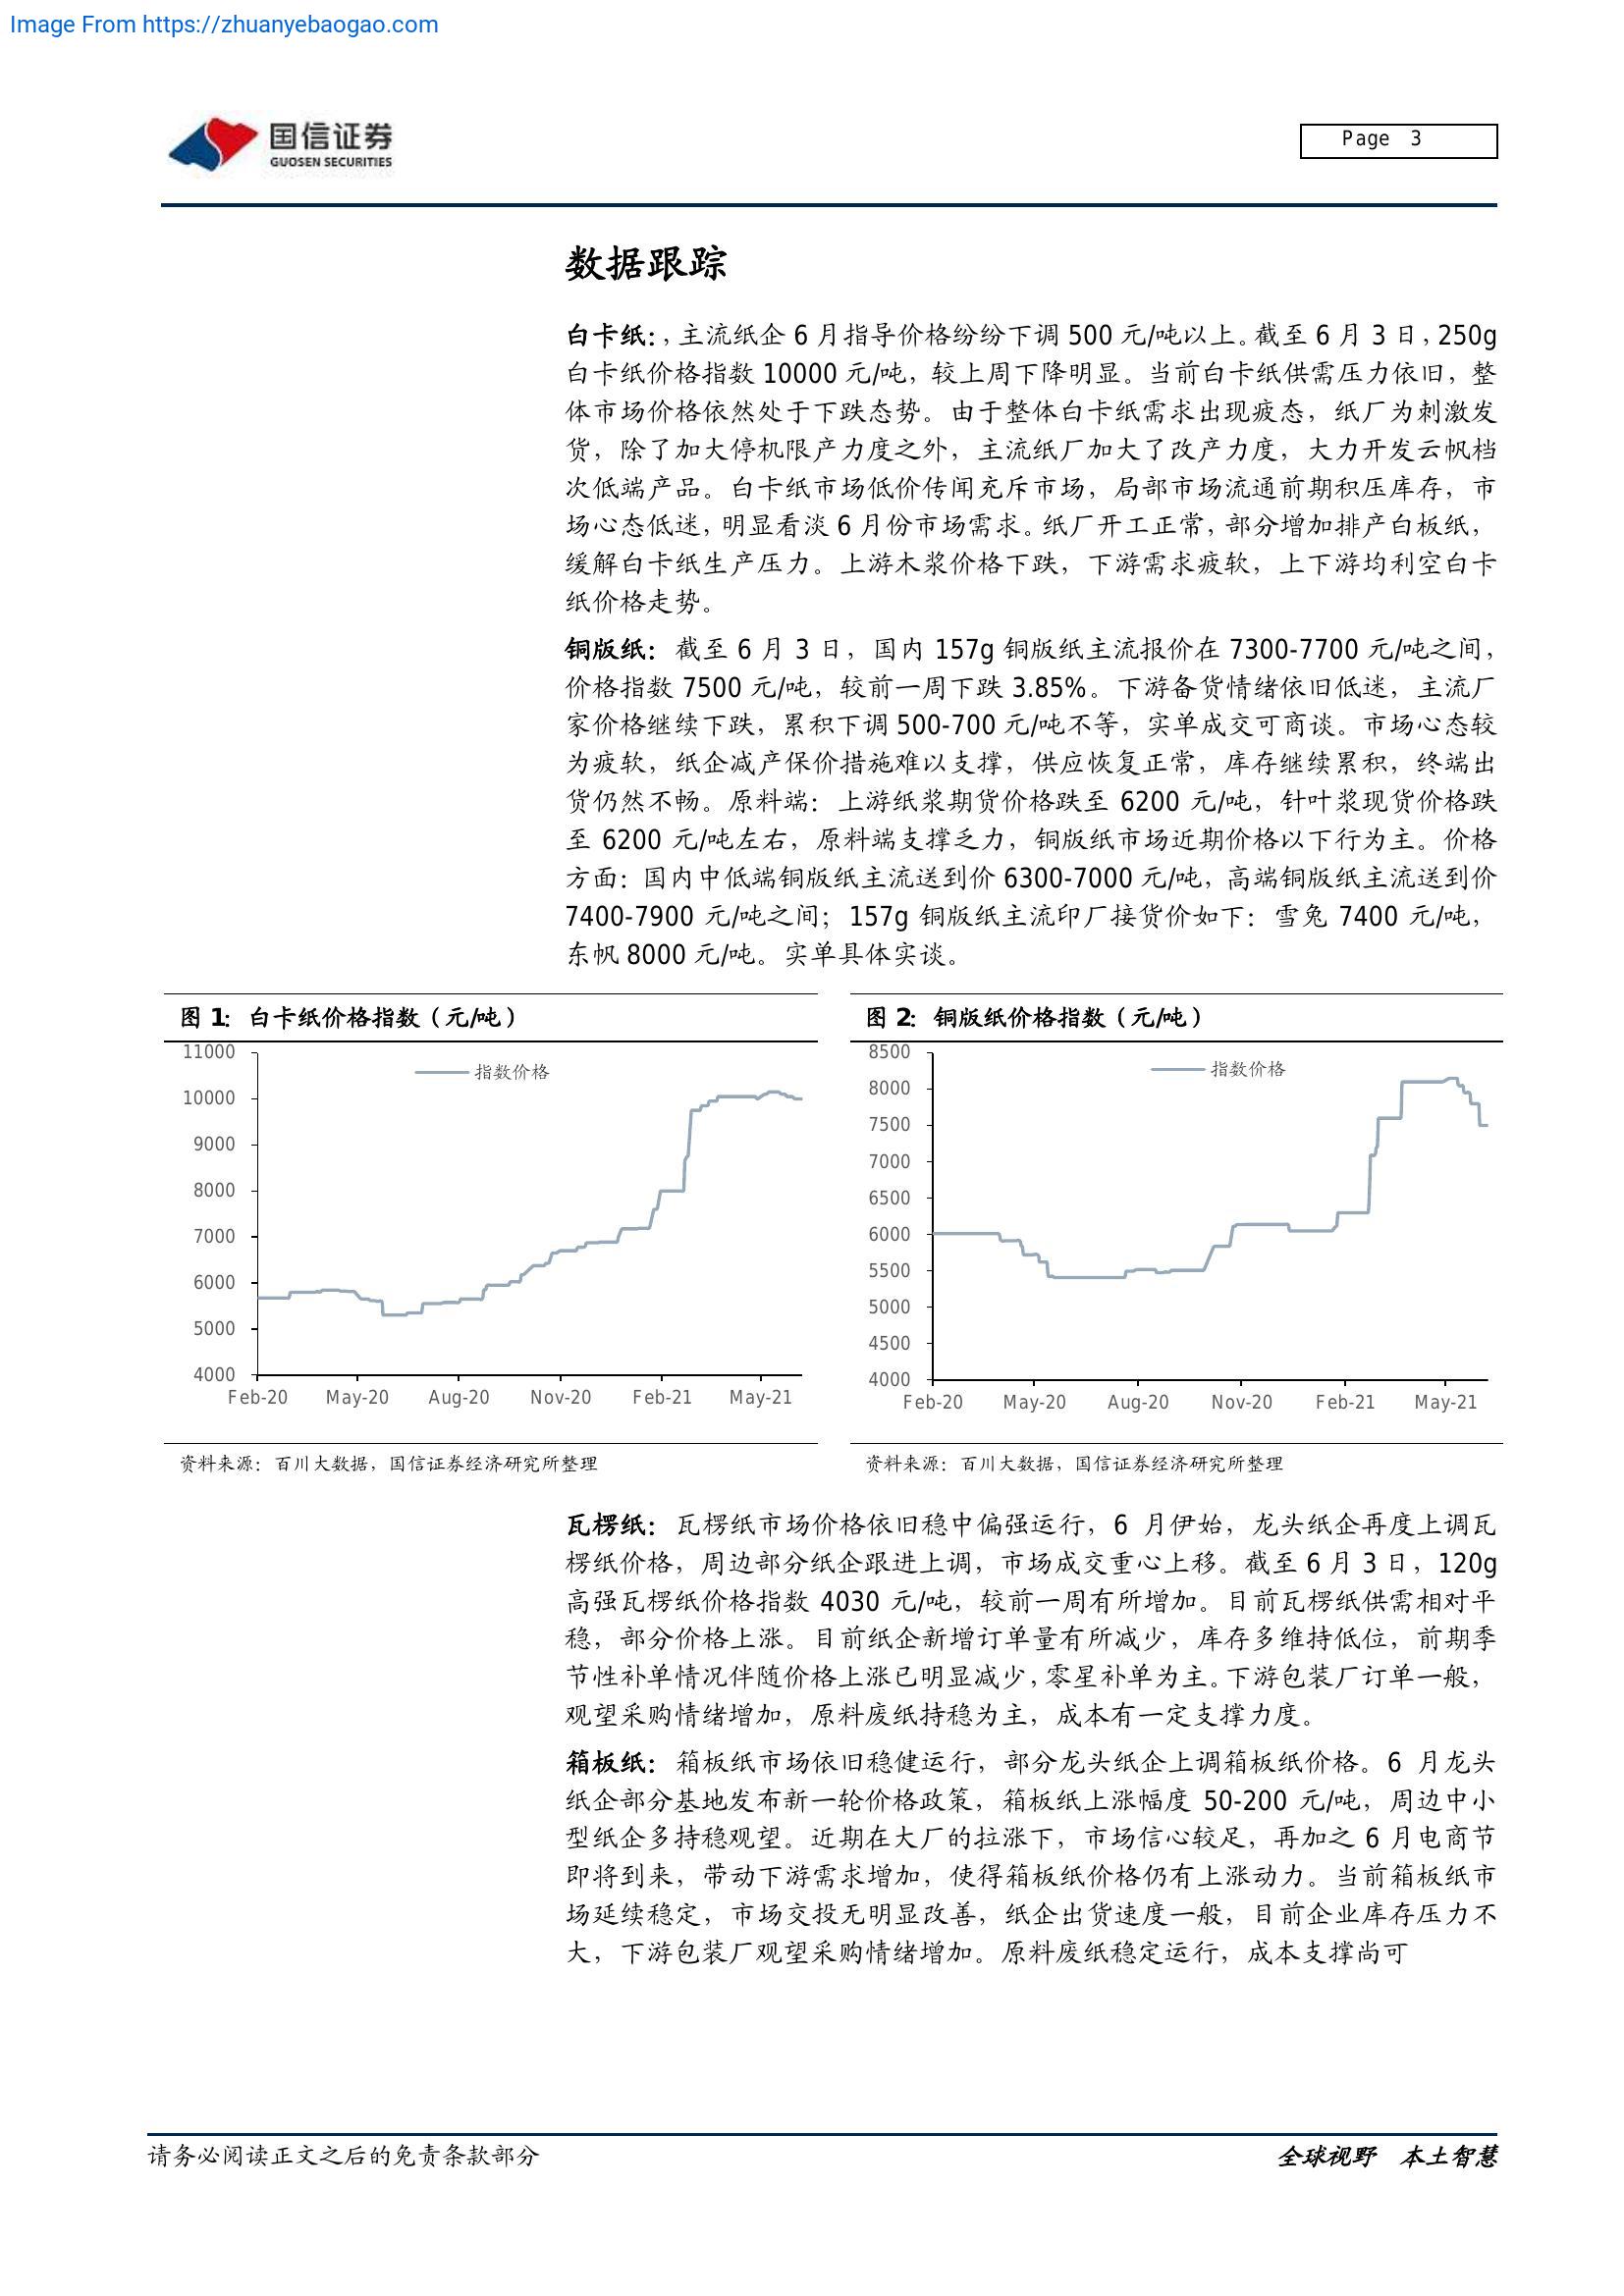 Image From https://zhuanyebaogao.com
国信证券
GUOSEN SECURITIES
Page 3
数据跟踪
白卡纸：，主流纸企 6 月指导价格纷纷下调 500 元/吨以上。截至 6 月 3 日，250g
白卡纸价格指数 10000 元/吨，较上周下降明显。当前白卡纸供需压力依旧，整
体市场价格依然处于下跌态势。由于整体白卡纸需求出现疲态，纸厂为刺激发
货，除了加大停机限产力度之外，主流纸厂加大了改产力度，大力开发云帆档
次低端产品。白卡纸市场低价传闻充斥市场，局部市场流通前期积压库存，市
场心态低迷，明显看淡 6 月份市场需求。纸厂开工正常，部分增加排产白板纸，
缓解白卡纸生产压力。上游木浆价格下跌，下游需求疲软，上下游均利空白卡
纸价格走势。
铜版纸：截至 6 月 3 日，国内 157g 铜版纸主流报价在 7300-7700 元/吨之间，
价格指数 7500 元/吨，较前一周下跌 3.85%。下游备货情绪依旧低迷，主流厂
家价格继续下跌，累积下调 500-700 元/吨不等，实单成交可商谈。市场心态较
为疲软，纸企减产保价措施难以支撑，供应恢复正常，库存继续累积，终端出
货仍然不畅。原料端：上游纸浆期货价格跌至 6200 元/吨，针叶浆现货价格跌
至 6200 元/吨左右，原料端支撑乏力，铜版纸市场近期价格以下行为主。价格
方面：国内中低端铜版纸主流送到价 6300-7000 元/吨，高端铜版纸主流送到价
7400-7900 元/吨之间；157g 铜版纸主流印厂接货价如下：雪兔 7400 元/吨，
东帆 8000 元/吨。实单具体实谈。
图 1：白卡纸价格指数（元/吨）
11000
指数价格
10000
9000
8000
7000
6000
5000
4000
Feb-20 May-20 Aug-20 Nov-20 Feb-21 May-21
资料来源：百川大数据，国信证券经济研究所整理
图 2：铜版纸价格指数（元/吨）
8500
指数价格
8000
7500
7000
6500
6000
5500
5000
4500
4000
Feb-20 May-20 Aug-20 Nov-20 Feb-21 May-21
资料来源：百川大数据，国信证券经济研究所整理
瓦楞纸：瓦楞纸市场价格依旧稳中偏强运行，6 月伊始，龙头纸企再度上调瓦
楞纸价格，周边部分纸企跟进上调，市场成交重心上移。截至 6 月 3 日，120g
高强瓦楞纸价格指数 4030 元/吨，较前一周有所增加。目前瓦楞纸供需相对平
稳，部分价格上涨。目前纸企新增订单量有所减少，库存多维持低位，前期季
节性补单情况伴随价格上涨已明显减少，零星补单为主。下游包装厂订单一般，
观望采购情绪增加，原料废纸持稳为主，成本有一定支撑力度。
箱板纸：箱板纸市场依旧稳健运行，部分龙头纸企上调箱板纸价格。6 月龙头
纸企部分基地发布新一轮价格政策，箱板纸上涨幅度 50-200 元/吨，周边中小
型纸企多持稳观望。近期在大厂的拉涨下，市场信心较足，再加之 6 月电商节
即将到来，带动下游需求增加，使得箱板纸价格仍有上涨动力。当前箱板纸市
场延续稳定，市场交投无明显改善，纸企出货速度一般，目前企业库存压力不
大，下游包装厂观望采购情绪增加。原料废纸稳定运行，成本支撑尚可
请务必阅读正文之后的免责条款部分
全球视野 本土智慧